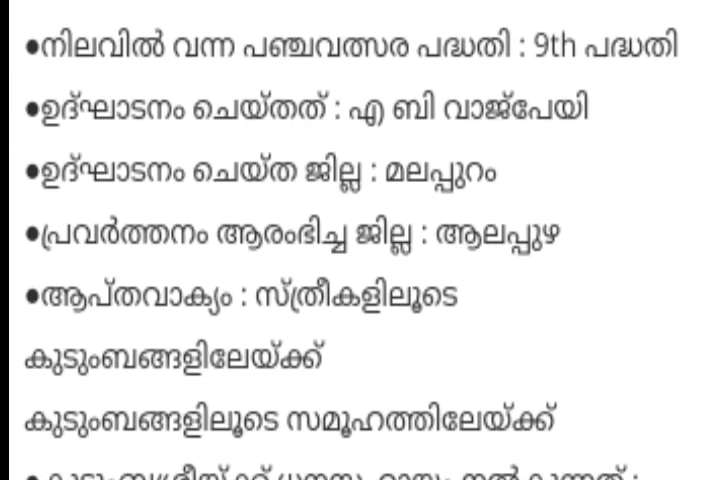 •നിലവിൽ വന്ന പഞ്ചവത്സര പദ്ധതി : 9th പദ്ധതി
•ഉദ്ഘാടനം ചെയ്തത് : എ ബി വാജ്പേയി
•ഉദ്ഘാടനം ചെയ്ത ജില്ല : മലപ്പുറം
•പ്രവർത്തനം ആരംഭിച്ച ജില്ല : ആലപ്പുഴ
•ആപ്തവാക്യം : സ്ത്രീകളിലൂടെ
കുടുംബങ്ങളിലേയ്ക്ക്
കുടുംബങ്ങളിലൂടെ സമൂഹത്തിലേയ്ക്ക്